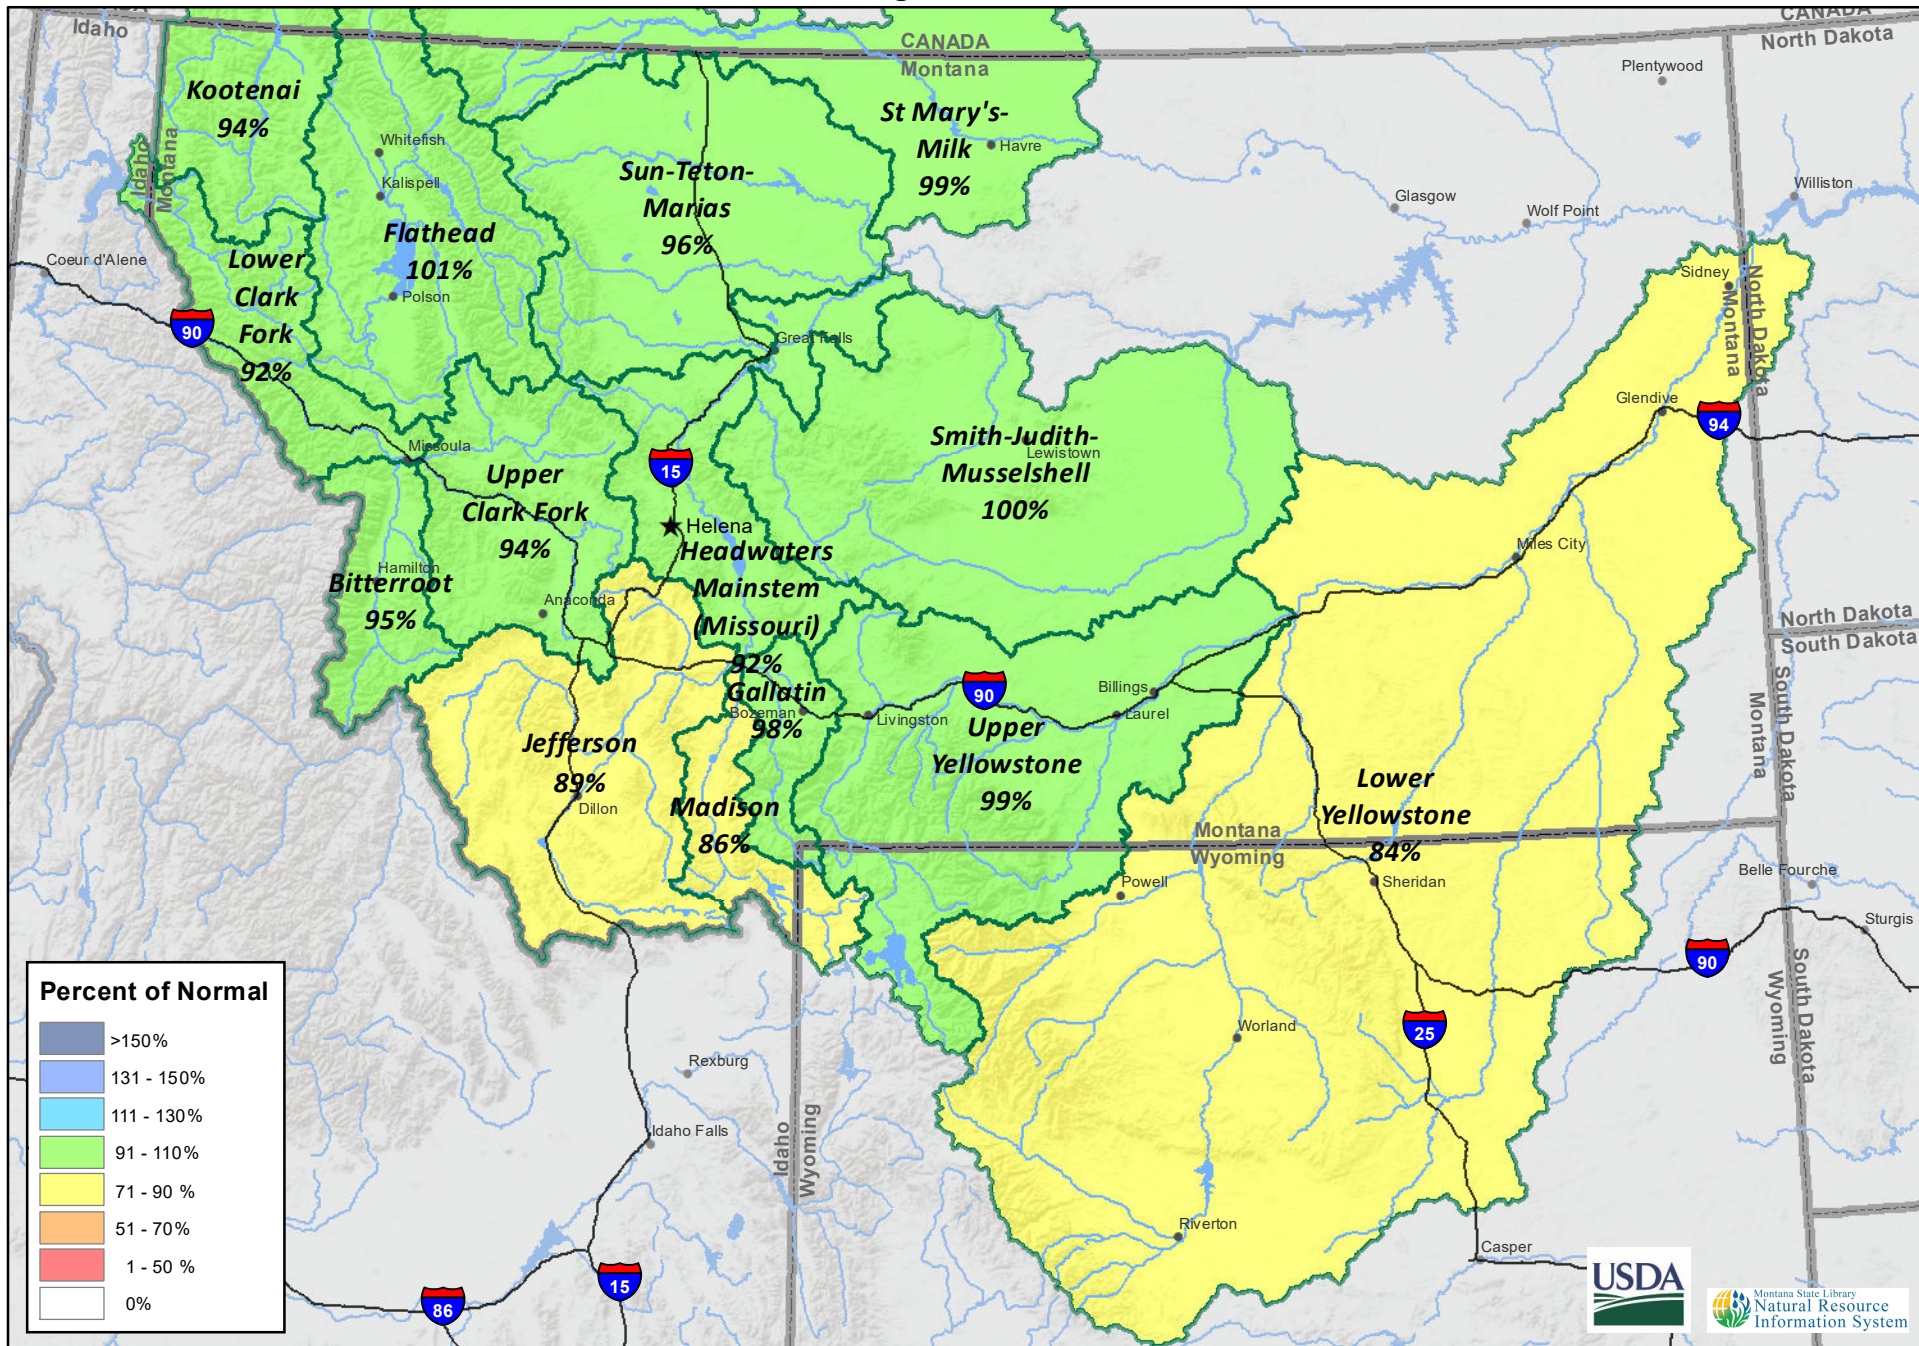 CANADA
Idaho
CANADA
Montana
CANADA
North Dakota
Plentywood
Kootenai
94%
Whitefish
Kalispell
Idaho
Montana
St Mary's-
Milk
99%
Havre
Sun-Teton-
Marias
96%
Glasgow
Wolf Point
Williston
Flathead
101%
Polson
Lower
Clark
Fork
92%
Coeur d'Alene
90
Sidney
North Dakota
Montana
Great Falls
Glendive
94
Missoula
15
Smith-Judith-
Lewistown
Musselshell
100%
Upper
Clark Fork
94%
Helena
Headwaters
Mainstem
(Missouri)
92%
Miles City
Hamilton
Bitterroot
95%
Anaconda
North Dakota
South Dakota
Gallatin
Bozeman
98%
Livingston
90
Billings
Laurel
Upper
Yellowstone
99%
South Dakota
Montana
Jefferson
89%
Dillon
Madison
86%
Lower
Yellowstone
84%
Montana
Wyoming
Powell
Sheridan
Belle Fourche
Sturgis
90
South Dakota
Wyoming
Percent of Normal
>150%
131 - 150%
111 - 130%
91 - 110%
71 - 90 %
51 - 70%
1 - 50 %
0%
Rexburg
Worland
25
Idaho Falls
Idaho
Wyoming
Riverton
Casper
86
15
USDA
Montana State Library
Natural Resource
Information System